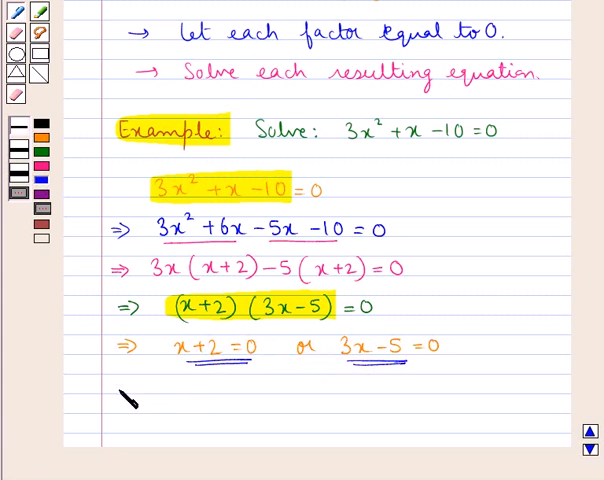 → Let each factor equal to 0.
→ Solve each resulting equation.
Example: Solve: 3x² + x - 10 = 0
3x² + x - 10 = 0
⇒ 3x² + 6x - 5x - 10 = 0
⇒ 3x (x+2) - 5 (x+2) = 0
⇒ (x+2) (3x-5) = 0
⇒ x+2 = 0 or 3x-5 = 0